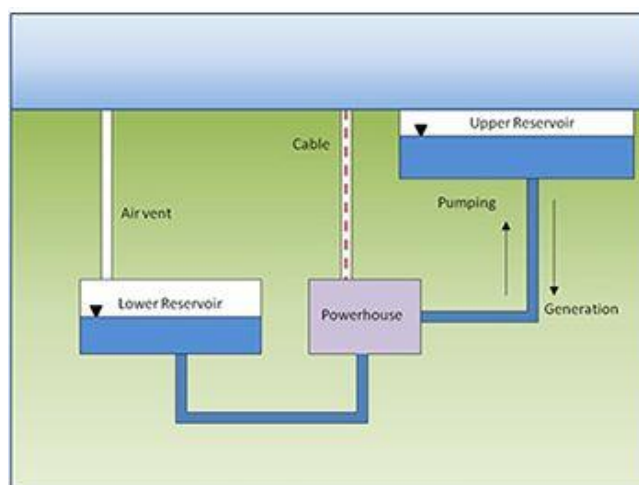 Upper Reservoir
Cable
Pumping
Air vent
Lower Reservoir
Powerhouse
Generation